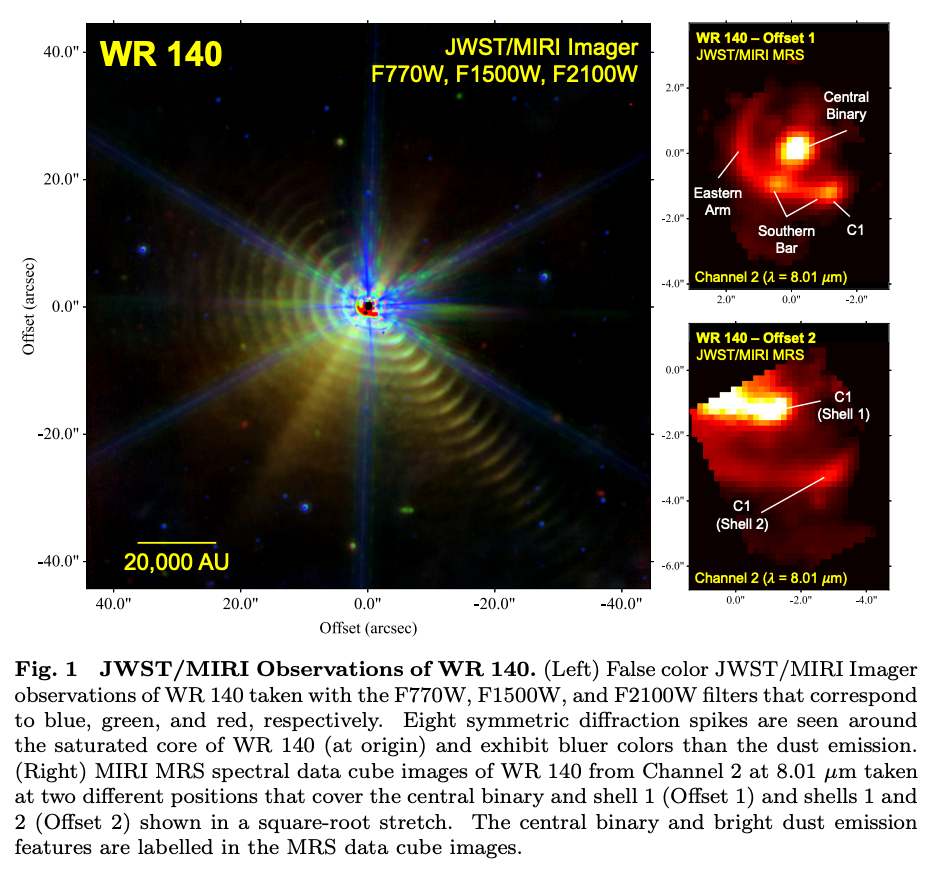 WR 140
JWST/MIRI Imager
F770W, F1500W, F2100W
40.0"
20.0"
0.0"
-20.0"
-40.0"
Offset (arcsec)
20,000 AU
40.0"
20.0"
0.0"
-20.0"
-40.0"
Offset (arcsec)
WR 140 – Offset 1
JWST/MIRI MRS
2.0"
0.0"
-2.0"
-4.0"
Central
Binary
Eastern
Arm
Southern
Bar
C1
Channel 2 (λ = 8.01 μm)
2.0"
0.0"
-2.0"
WR 140 – Offset 2
JWST/MIRI MRS
0.0"
-2.0"
-4.0"
-6.0"
C1
(Shell 1)
C1
(Shell 2)
Channel 2 (λ = 8.01 μm)
0.0"
-2.0"
-4.0"
Fig. 1 JWST/MIRI Observations of WR 140. (Left) False color JWST/MIRI Imager
observations of WR 140 taken with the F770W, F1500W, and F2100W filters that correspond
to blue, green, and red, respectively. Eight symmetric diffraction spikes are seen around
the saturated core of WR 140 (at origin) and exhibit bluer colors than the dust emission.
(Right) MIRI MRS spectral data cube images of WR 140 from Channel 2 at 8.01 μm taken
at two different positions that cover the central binary and shell 1 (Offset 1) and shells 1 and
2 (Offset 2) shown in a square-root stretch. The central binary and bright dust emission
features are labelled in the MRS data cube images.